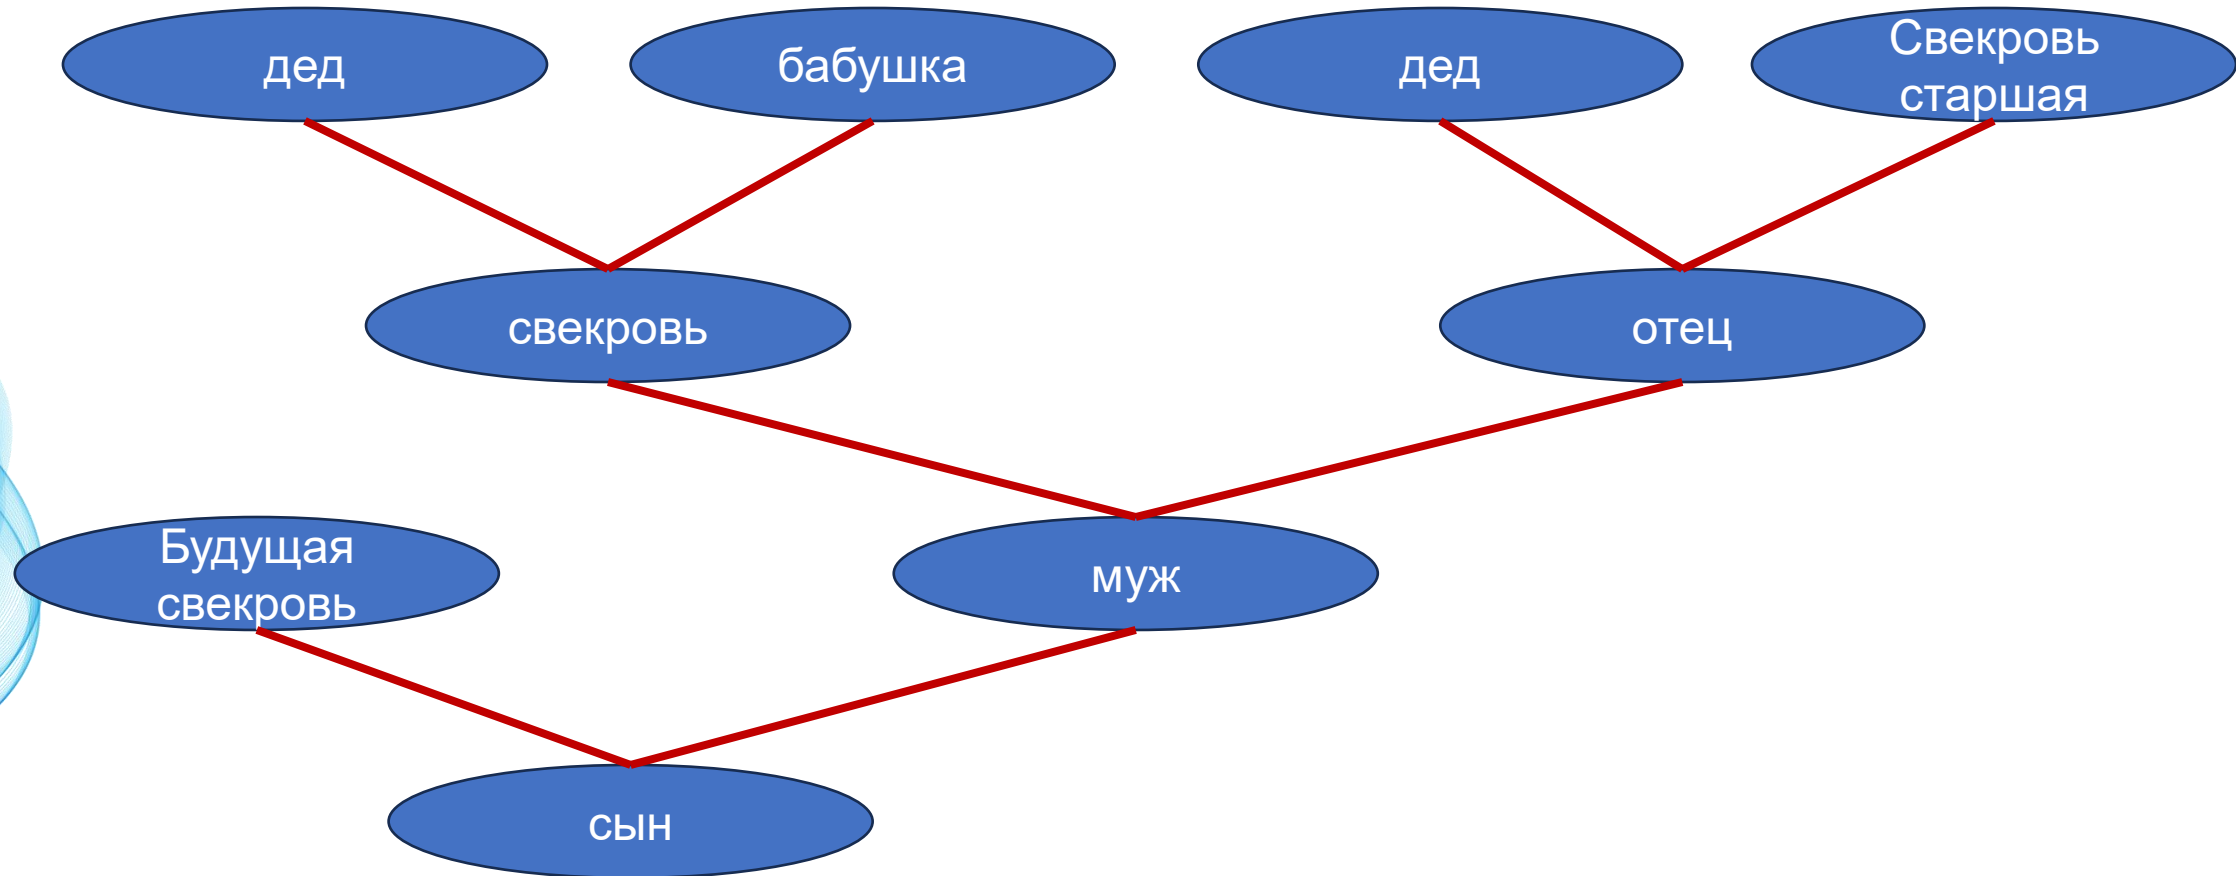 дед
бабушка
дед
Свекровь
старшая
свекровь
отец
Будущая
свекровь
муж
сын